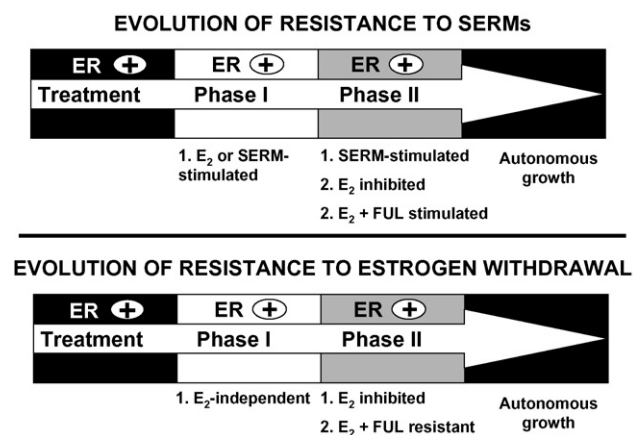 EVOLUTION OF RESISTANCE TO SERMs
ER + ER + ER +
Treatment Phase I Phase II
1. E₂ or SERM-
stimulated
1. SERM-stimulated
2. E₂ inhibited
2. E₂ + FUL stimulated
Autonomous
growth
EVOLUTION OF RESISTANCE TO ESTROGEN WITHDRAWAL
ER + ER + ER +
Treatment Phase I Phase II
1. E₂-independent
1. E₂ inhibited
2. E₂ + FUL resistant
Autonomous
growth